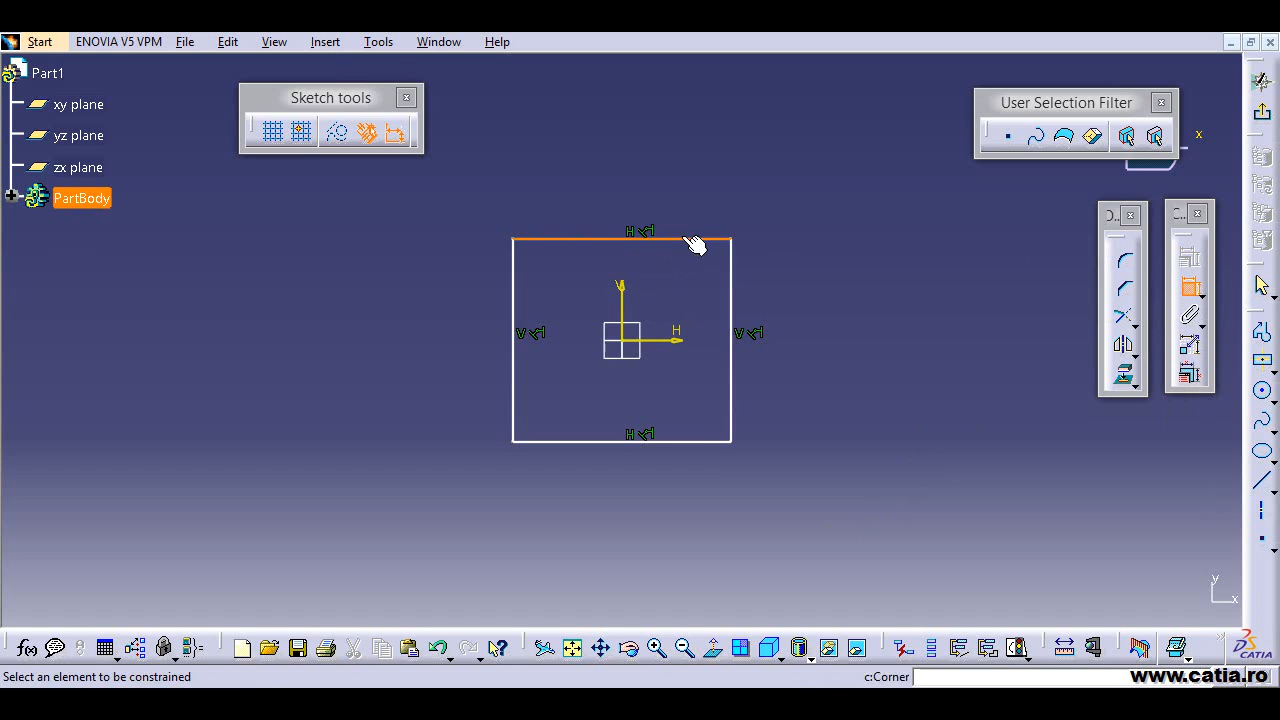 Start ENOVIA V5 VPM File Edit View Insert Tools Window Help
Part1
xy plane
yz plane
zx plane
PartBody
Sketch tools
User Selection Filter
x
D..
C...
H
V
H
V
V
H
y
x
f(x)
CATIA
Select an element to be constrained
c:Corner
www.catia.ro